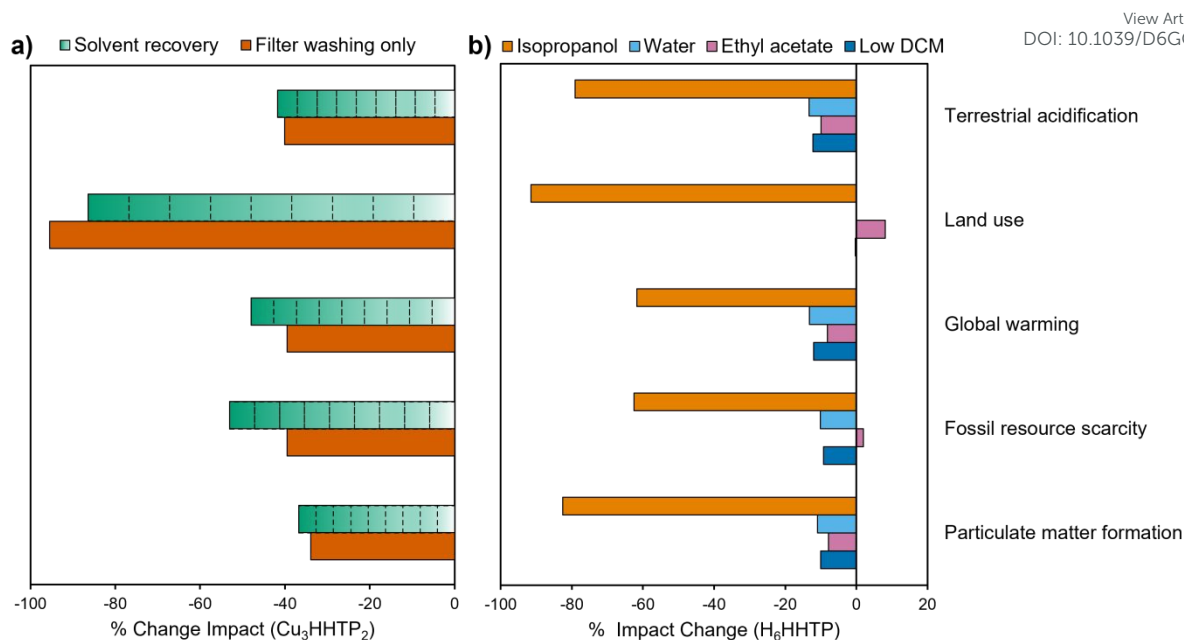 View Art
DOI: 10.1039/D6G
a) Solvent recovery Filter washing only
b) Isopropanol Water Ethyl acetate Low DCM
Terrestrial acidification
Land use
Global warming
Fossil resource scarcity
Particulate matter formation
-100 -80 -60 -40 -20 0
-100 -80 -60 -40 -20 0 20
% Change Impact (Cu₃HHTP₂)
% Impact Change (H₆HHTP)